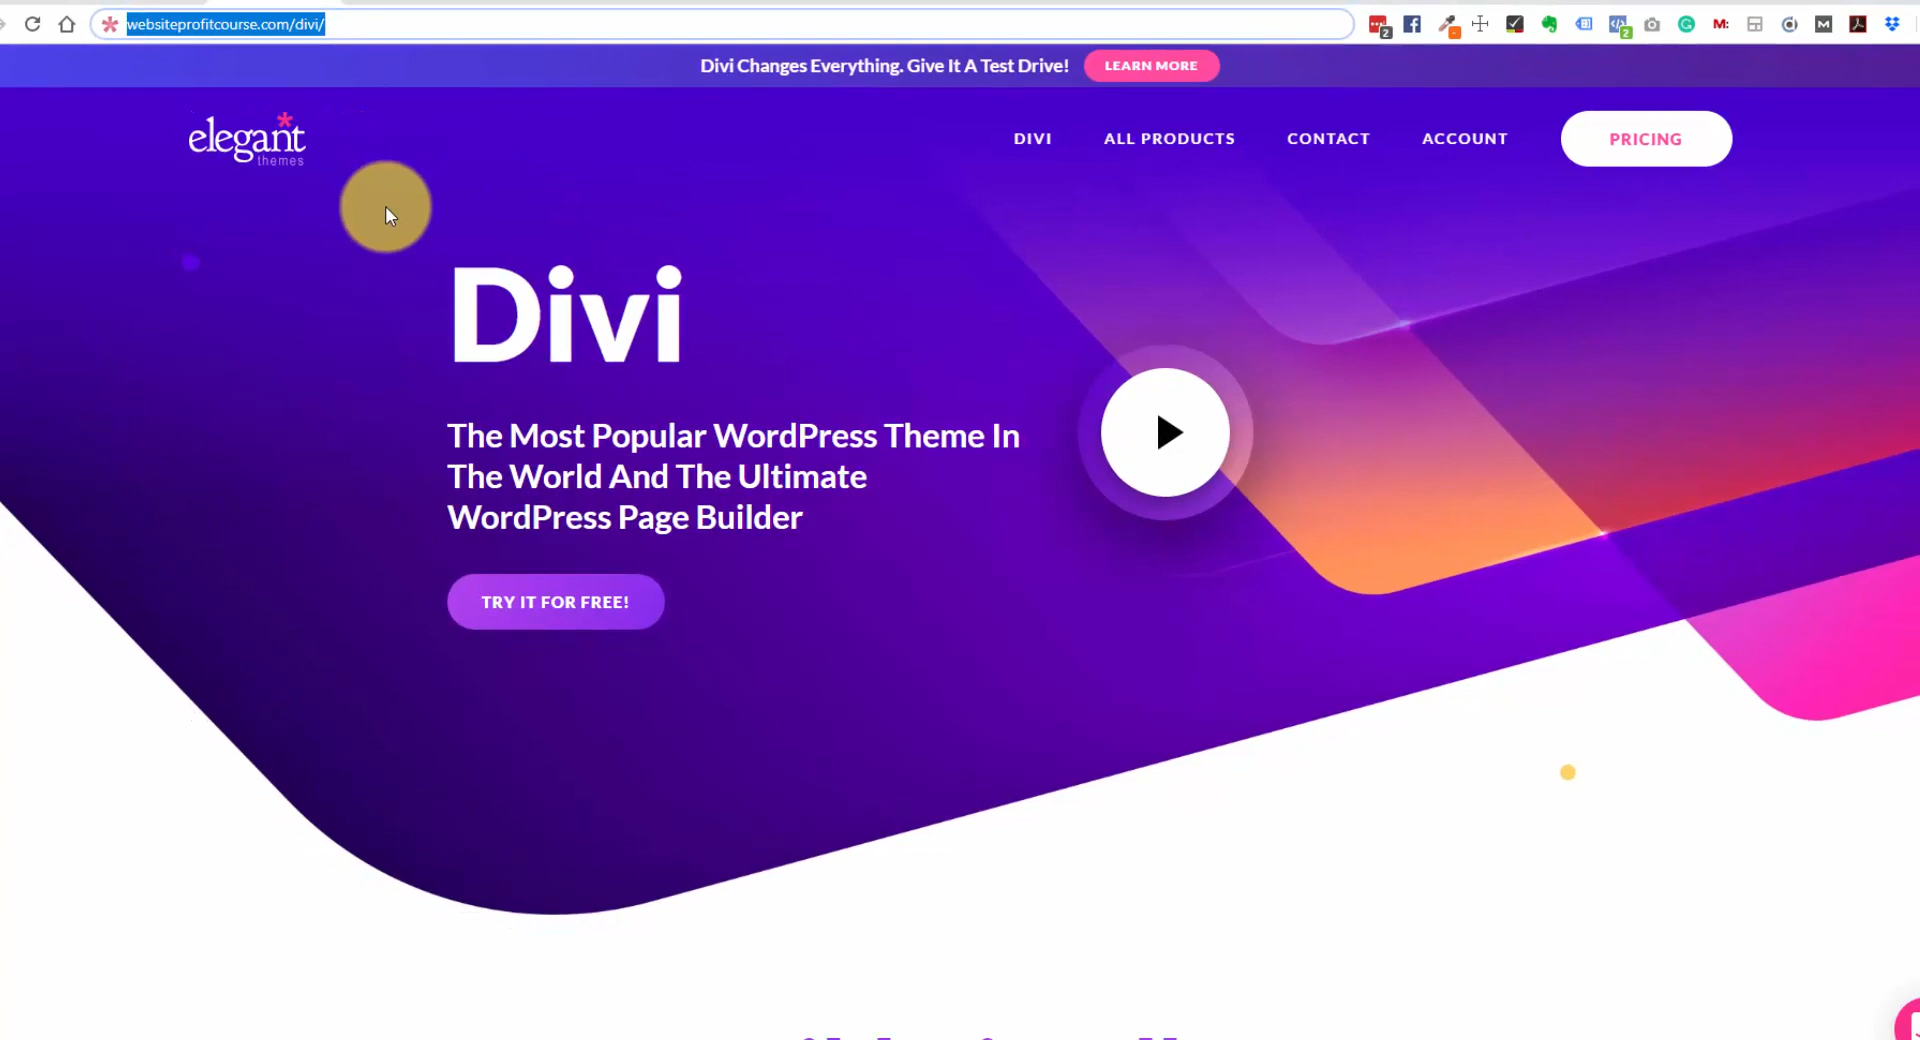 websiteprofitcourse.com/divi/
2
2
M:
M
Divi Changes Everything. Give It A Test Drive!
LEARN MORE
elegant
themes
DIVI
ALL PRODUCTS
CONTACT
ACCOUNT
PRICING
Divi
The Most Popular WordPress Theme In
The World And The Ultimate
WordPress Page Builder
TRY IT FOR FREE!